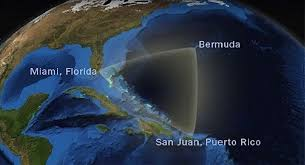 Bermuda
Miami, Florida
San Juan, Puerto Rico